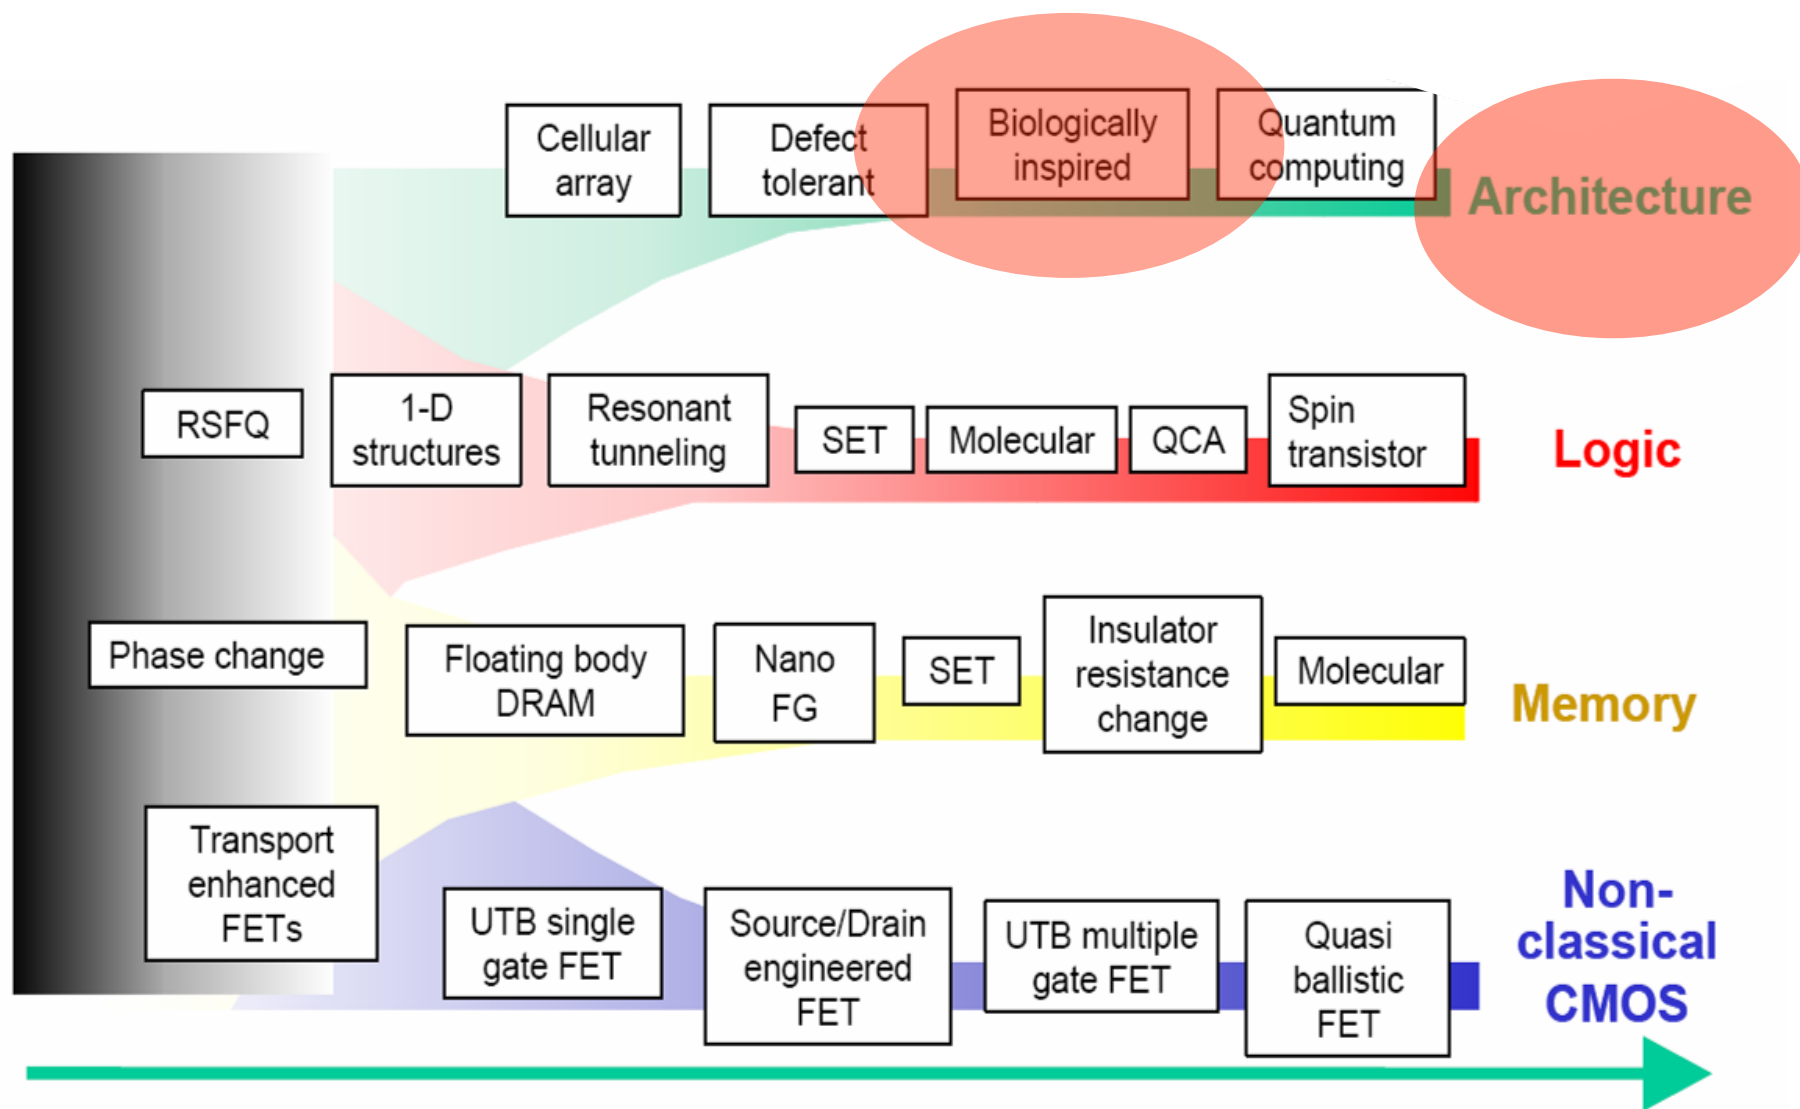 Cellular
array
Defect
tolerant
Biologically
inspired
Quantum
computing
Architecture
RSFQ
1-D
structures
Resonant
tunneling
SET
Molecular
QCA
Spin
transistor
Logic
Phase change
Floating body
DRAM
Nano
FG
SET
Insulator
resistance
change
Molecular
Memory
Transport
enhanced
FETs
UTB single
gate FET
Source/Drain
engineered
FET
UTB multiple
gate FET
Quasi
ballistic
FET
Non-
classical
CMOS